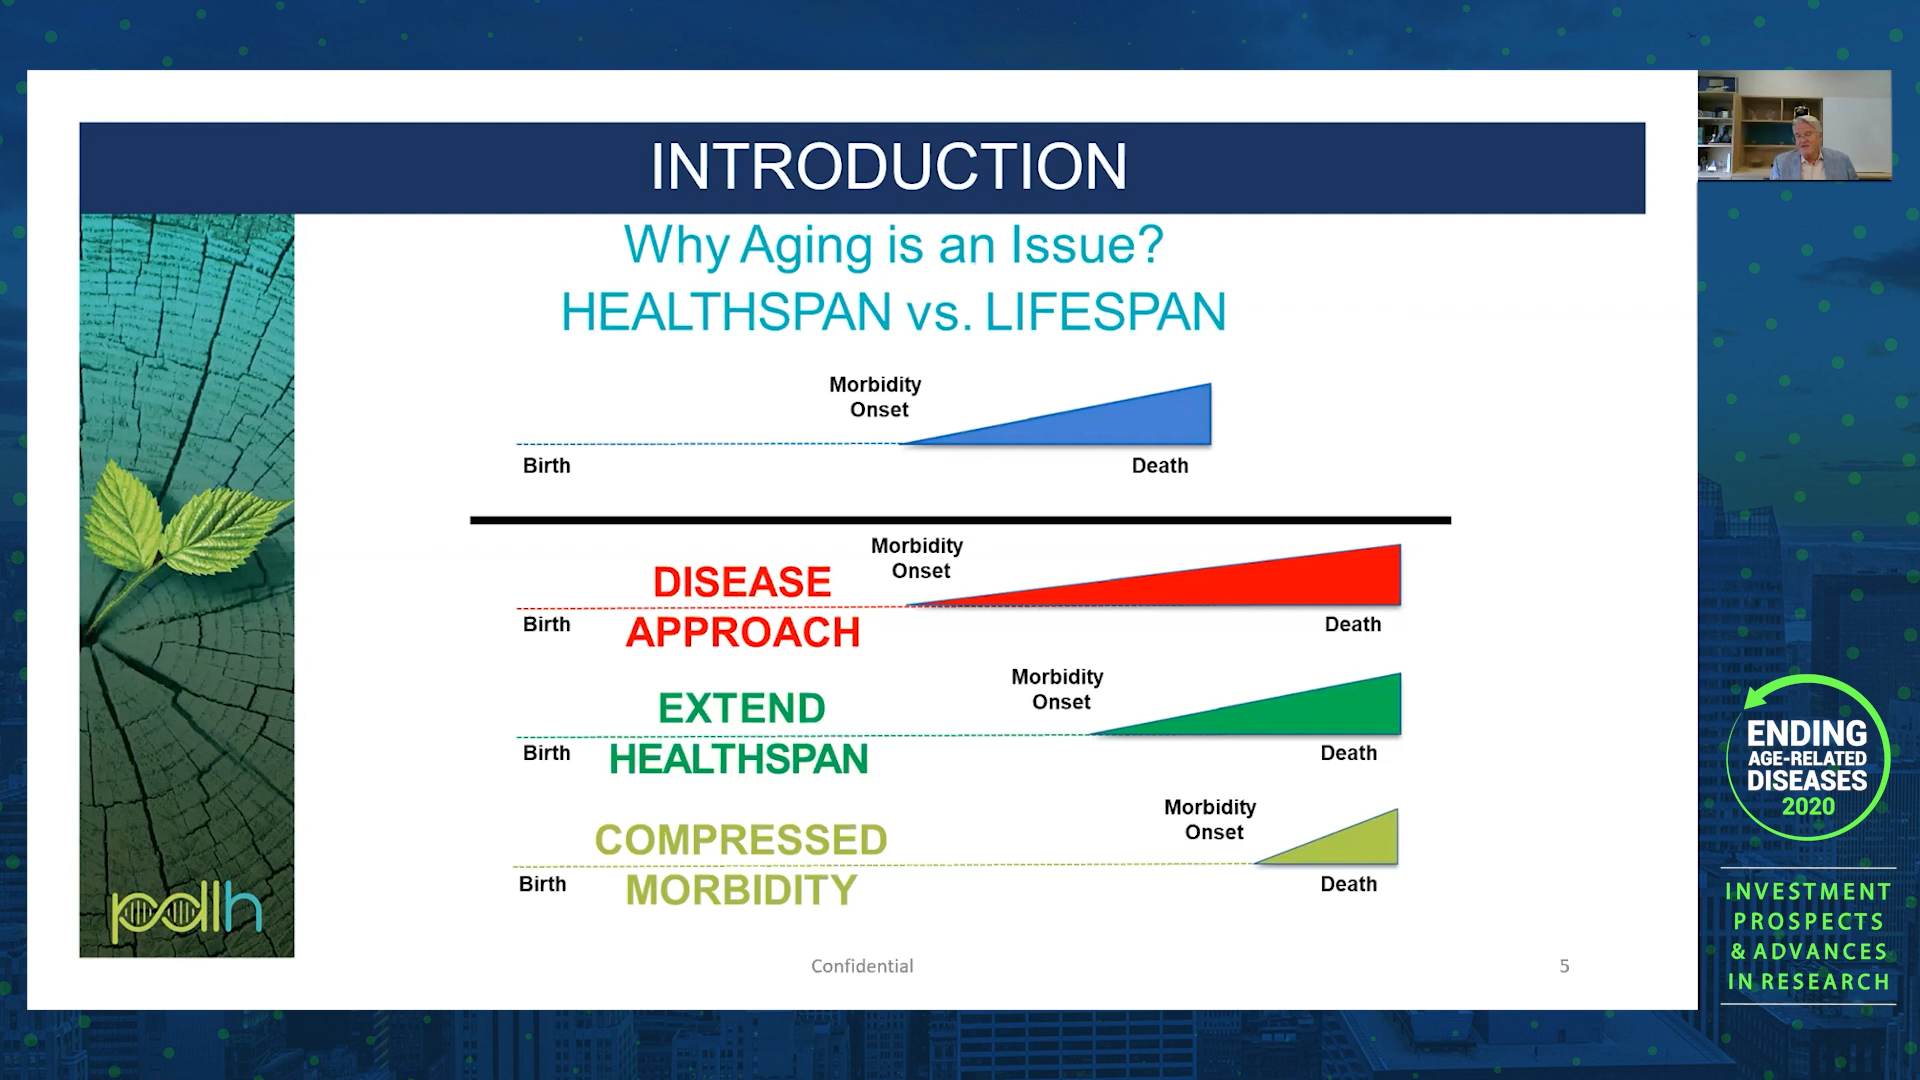 INTRODUCTION
Why Aging is an Issue?
HEALTHSPAN vs. LIFESPAN
Morbidity
Onset
Birth
Death
Morbidity
Onset
DISEASE
APPROACH
Birth
Death
Morbidity
Onset
EXTEND
HEALTHSPAN
Birth
Death
Morbidity
Onset
COMPRESSED
MORBIDITY
Birth
Death
pdllh
Confidential
5
ENDING
AGE-RELATED
DISEASES
2020
INVESTMENT
PROSPECTS
& ADVANCES
IN RESEARCH